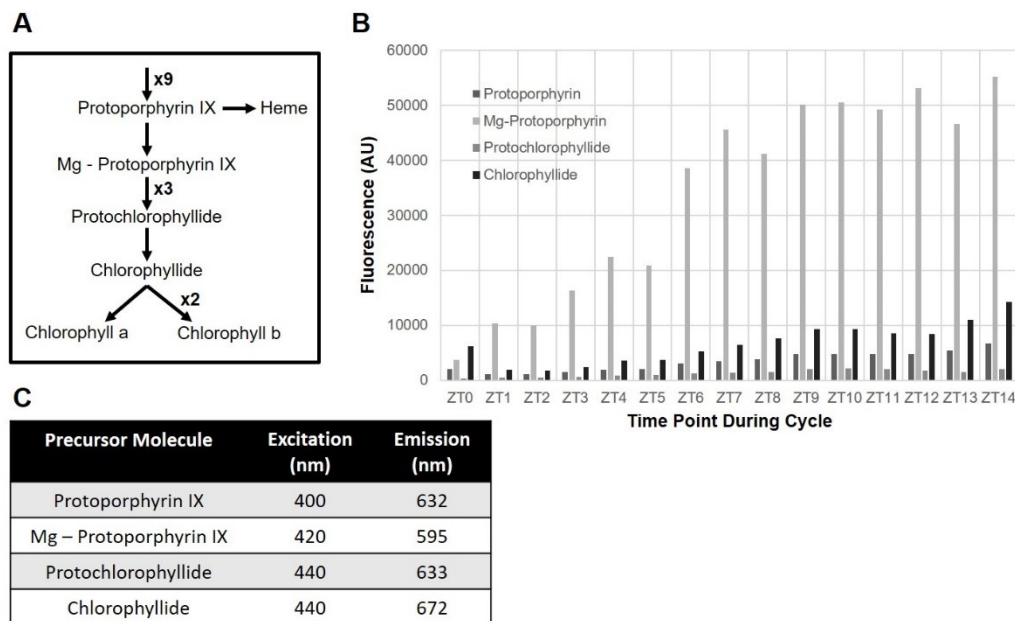 A
x9
Protoporphyrin IX
Heme
Mg - Protoporphyrin IX
x3
Protochlorophyllide
Chlorophyllide
x2
Chlorophyll a
Chlorophyll b
B
60000
50000
40000
30000
20000
10000
0
Fluorescence (AU)
Protoporphyrin
Mg-Protoporphyrin
Protochlorophyllide
Chlorophyllide
ZT0 ZT1 ZT2 ZT3 ZT4 ZT5 ZT6 ZT7 ZT8 ZT9 ZT10 ZT11 ZT12 ZT13 ZT14
Time Point During Cycle
C
Precursor Molecule Excitation (nm) Emission (nm)
Protoporphyrin IX 400 632
Mg – Protoporphyrin IX 420 595
Protochlorophyllide 440 633
Chlorophyllide 440 672